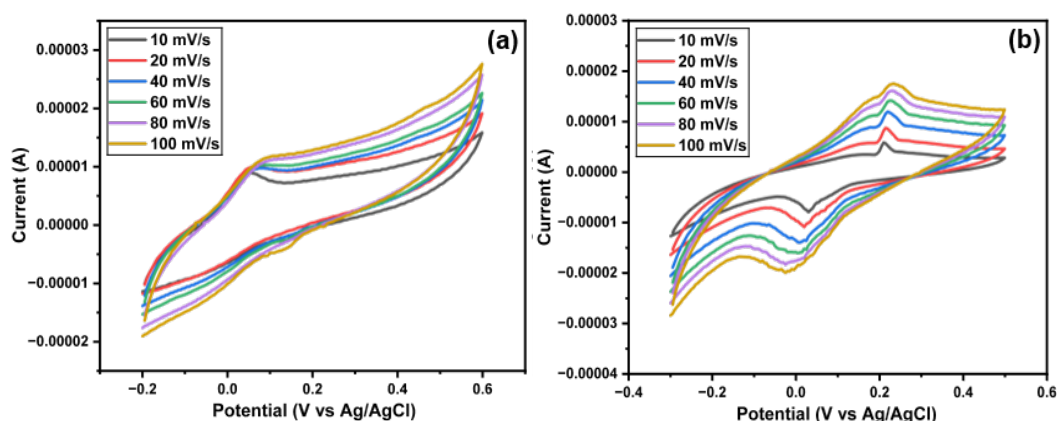 (a)
10 mV/s
20 mV/s
40 mV/s
60 mV/s
80 mV/s
100 mV/s
0.00003
0.00002
0.00001
0.00000
−0.00001
−0.00002
Current (A)
−0.2
0.0
0.2
0.4
0.6
Potential (V vs Ag/AgCl)
(b)
10 mV/s
20 mV/s
40 mV/s
60 mV/s
80 mV/s
100 mV/s
0.00003
0.00002
0.00001
0.00000
−0.00001
−0.00002
−0.00003
−0.00004
Current (A)
−0.4
−0.2
0.0
0.2
0.4
0.6
Potential (V vs Ag/AgCl)